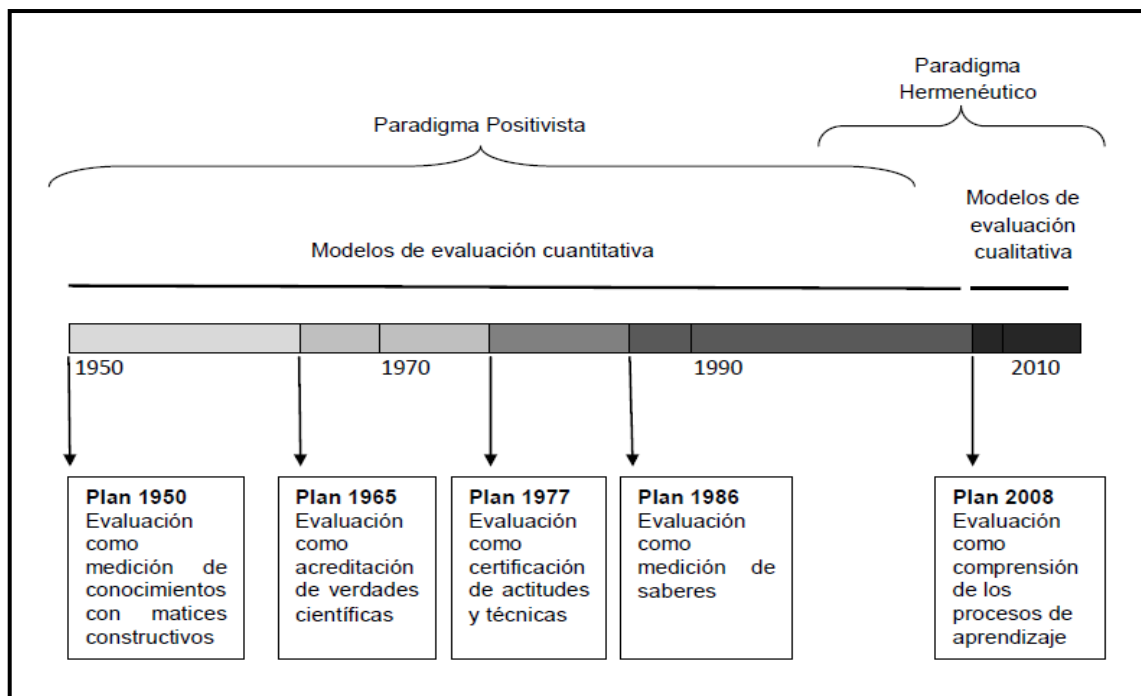 Paradigma
Hermenéutico
Paradigma Positivista
Modelos de
evaluación
cualitativa
Modelos de evaluación cuantitativa
1950
1970
1990
2010
Plan 1950
Evaluación
como
medición de
conocimientos
con matices
constructivos
Plan 1965
Evaluación
como
acreditación
de verdades
científicas
Plan 1977
Evaluación
como
certificación
de actitudes
y técnicas
Plan 1986
Evaluación
como
medición de
saberes
Plan 2008
Evaluación
como
comprensión
de los
procesos de
aprendizaje